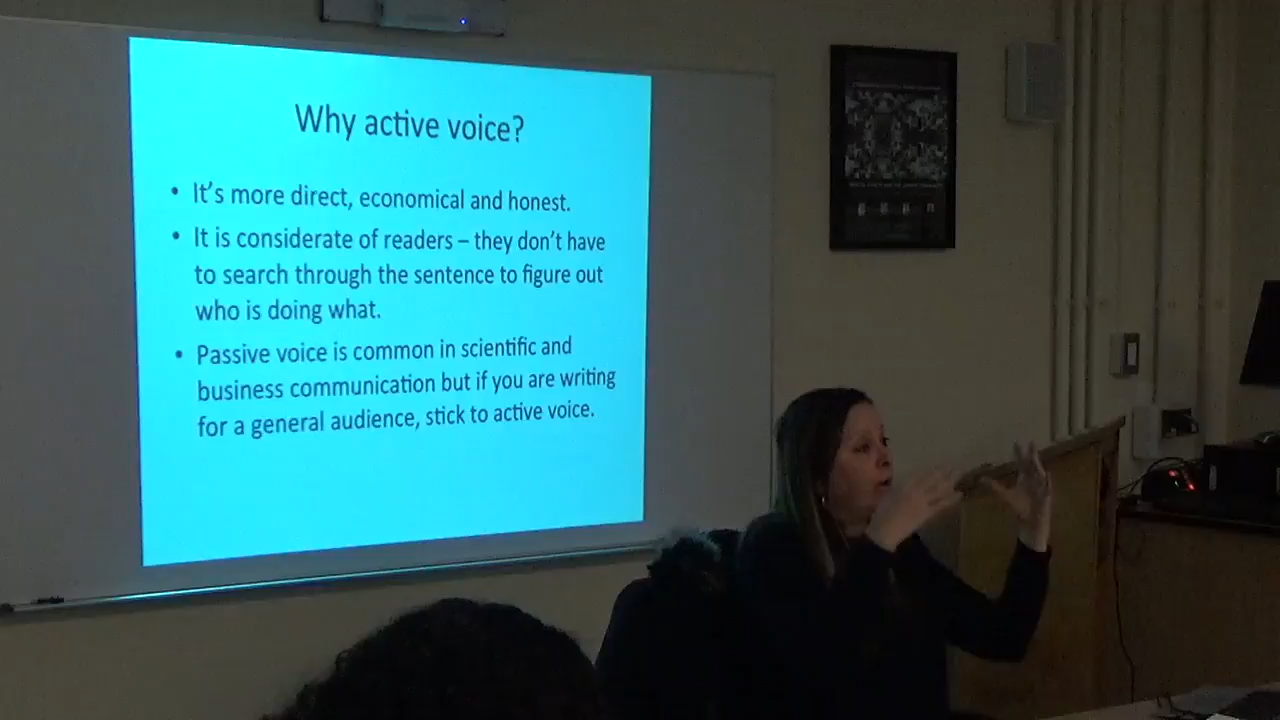 Why active voice?
• It's more direct, economical and honest.
• It is considerate of readers – they don't have
to search through the sentence to figure out
who is doing what.
• Passive voice is common in scientific and
business communication but if you are writing
for a general audience, stick to active voice.